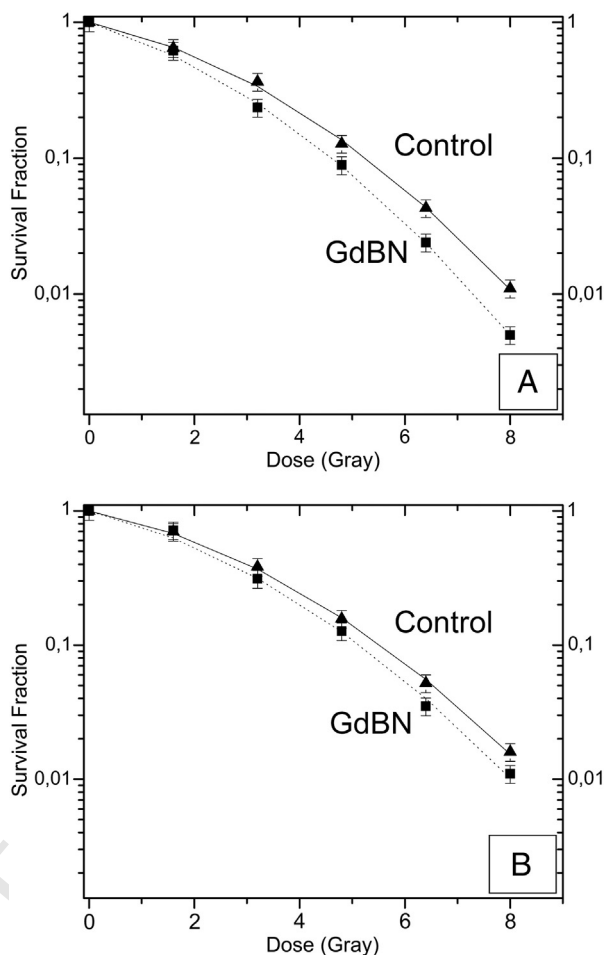 1
1
Control
0,1
0,1
GdBN
0,01
0,01
A
0
2
4
6
8
Survival Fraction
Dose (Gray)
1
1
Control
0,1
0,1
GdBN
0,01
0,01
B
0
2
4
6
8
Survival Fraction
Dose (Gray)